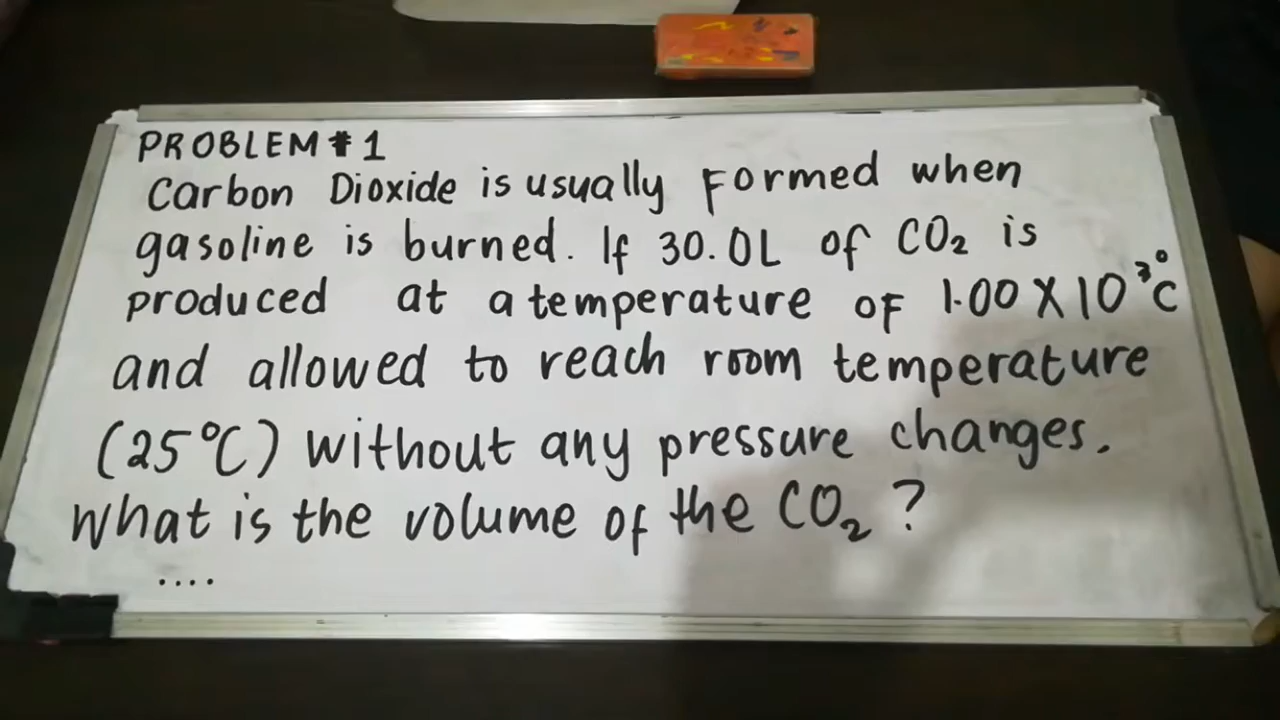 PROBLEM #1
Carbon Dioxide is usually formed when
gasoline is burned. If 30.0L of CO₂ is
produced at a temperature of 1.00 X 10³°C
and allowed to reach room temperature
(25°C) without any pressure changes.
What is the volume of the CO₂?
....